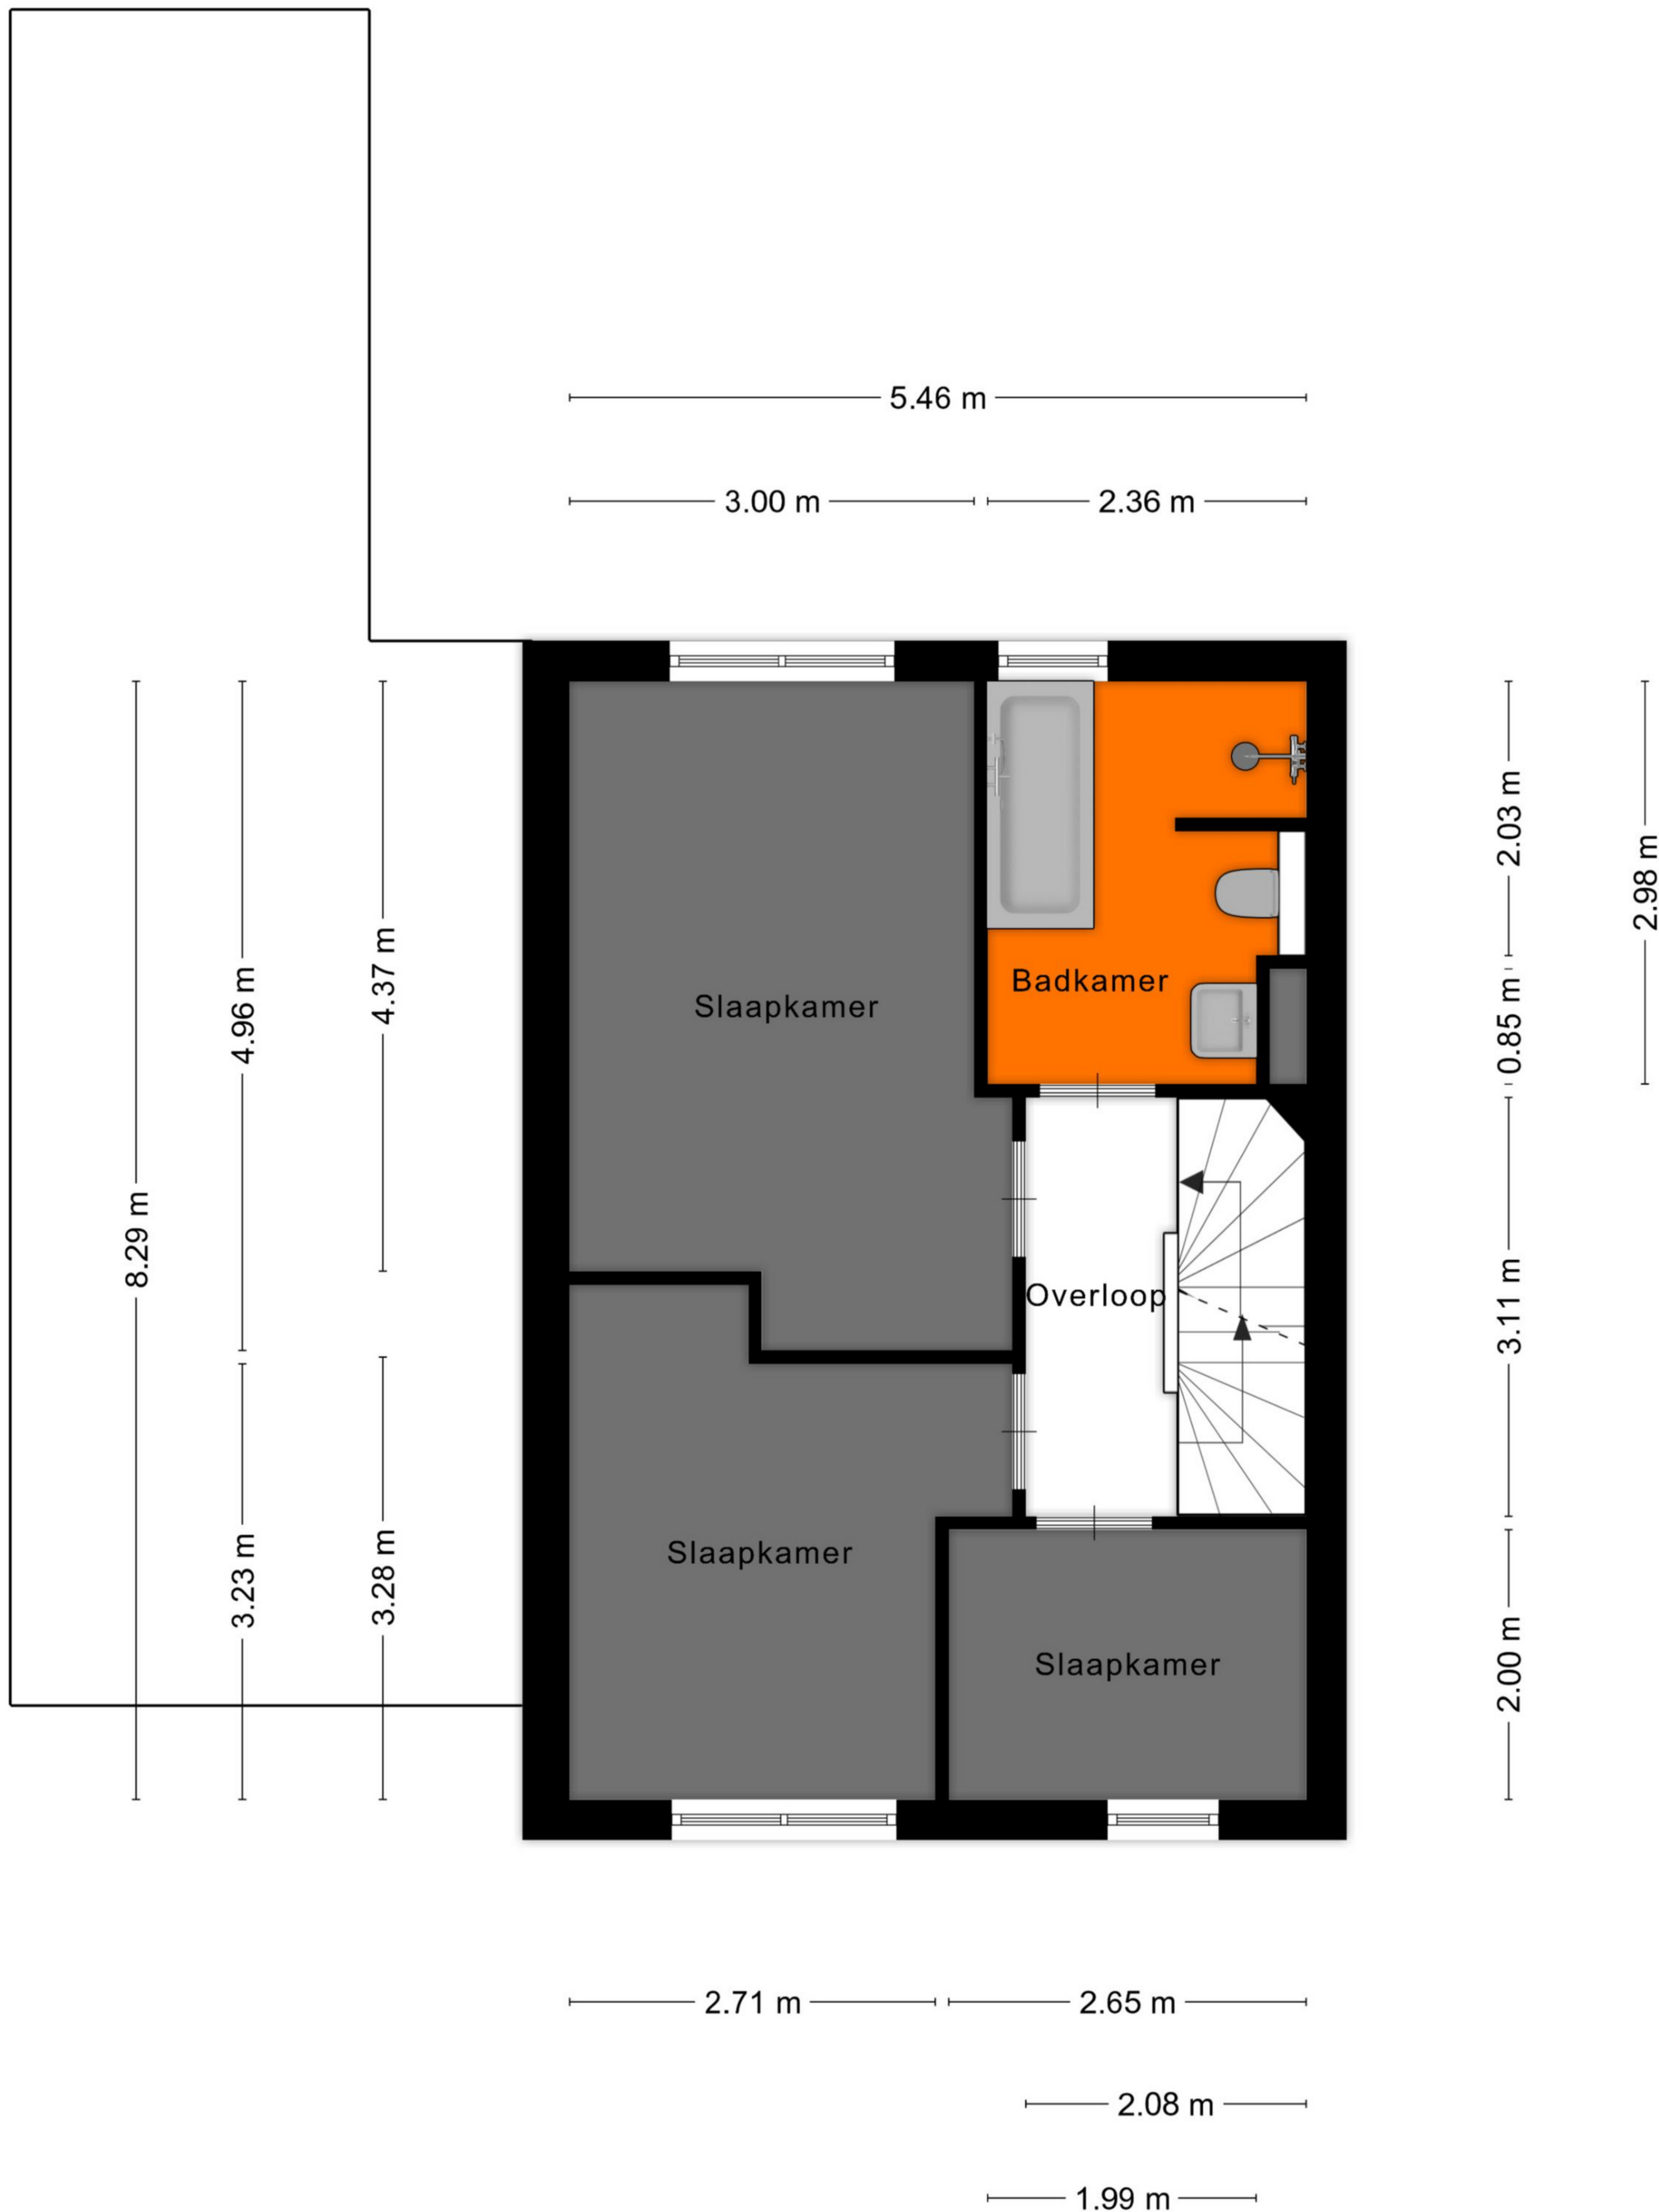 5.46 m
3.00 m
2.36 m
2.03 m
2.98 m
4.37 m
4.96 m
Badkamer
Slaapkamer
0.85 m
8.29 m
Overloop
3.11 m
Slaapkamer
3.23 m
3.28 m
Slaapkamer
2.00 m
2.71 m
2.65 m
2.08 m
1.99 m